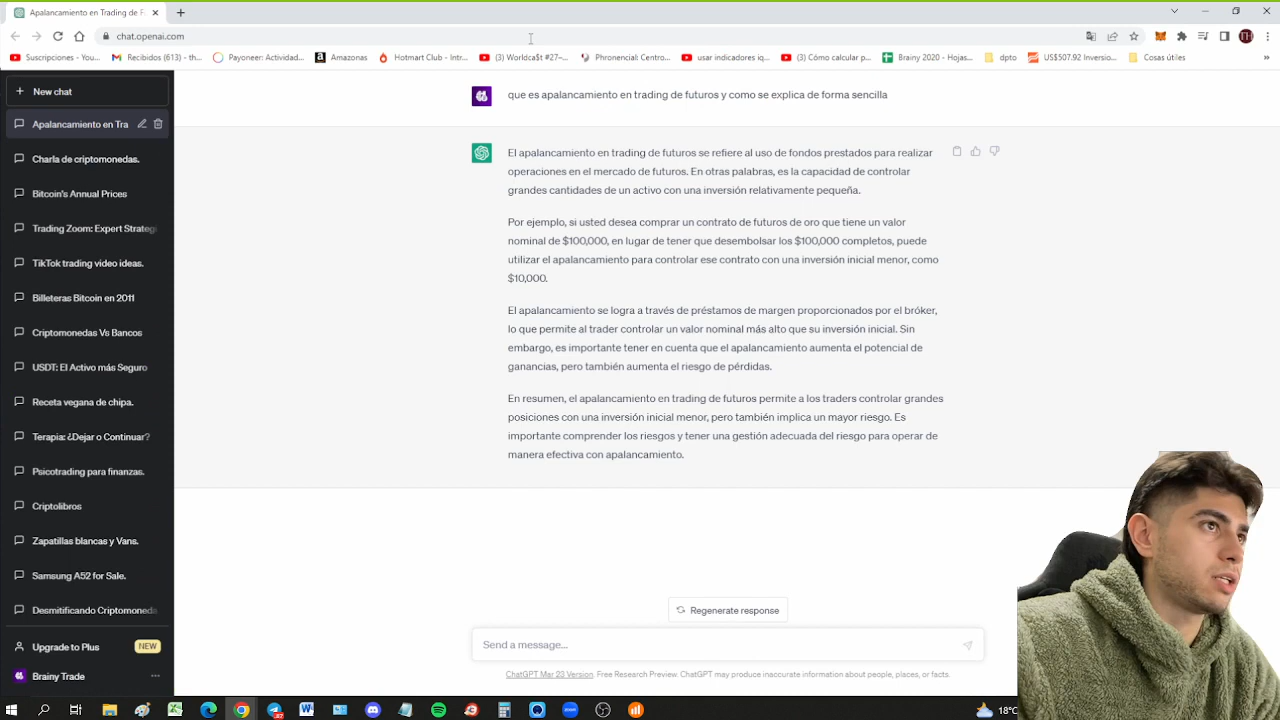 Apalancamiento en trading de F
chat.openai.com
Suscripciones - You...
Recibidos (613) - th...
Payoneer: Actividad...
Amazonas
Hotmart Club - Intr...
(3) Worldca$t #27-...
Phronencial: Centro...
usar indicadores iq...
(3) Cómo calcular p...
Brainy 2020 - Hojas...
dpto
US$507.92 Inversio...
Cosas útiles
New chat
Apalancamiento en Tra
Charla de criptomonedas.
Bitcoin's Annual Prices
Trading Zoom: Expert Strategi
TikTok trading video ideas.
Billeteras Bitcoin en 2011
Criptomonedas Vs Bancos
USDT: El Activo más Seguro
Receta vegana de chipa.
Terapia: ¿Dejar o Continuar?
Psicotrading para finanzas.
Criptolibros
Zapatillas blancas y Vans.
Samsung A52 for Sale.
Desmitificando Criptomoneda
Upgrade to Plus
NEW
Brainy Trade
que es apalancamiento en trading de futuros y como se explica de forma sencilla
El apalancamiento en trading de futuros se refiere al uso de fondos prestados para realizar
operaciones en el mercado de futuros. En otras palabras, es la capacidad de controlar
grandes cantidades de un activo con una inversión relativamente pequeña.
Por ejemplo, si usted desea comprar un contrato de futuros de oro que tiene un valor
nominal de $100,000, en lugar de tener que desembolsar los $100,000 completos, puede
utilizar el apalancamiento para controlar ese contrato con una inversión inicial menor, como
$10,000.
El apalancamiento se logra a través de préstamos de margen proporcionados por el bróker,
lo que permite al trader controlar un valor nominal más alto que su inversión inicial. Sin
embargo, es importante tener en cuenta que el apalancamiento aumenta el potencial de
ganancias, pero también aumenta el riesgo de pérdidas.
En resumen, el apalancamiento en trading de futuros permite a los traders controlar grandes
posiciones con una inversión inicial menor, pero también implica un mayor riesgo. Es
importante comprender los riesgos y tener una gestión adecuada del riesgo para operar de
manera efectiva con apalancamiento.
Regenerate response
Send a message...
ChatGPT Mar 23 Version. Free Research Preview. ChatGPT may produce inaccurate information about people, places, or facts.
18°